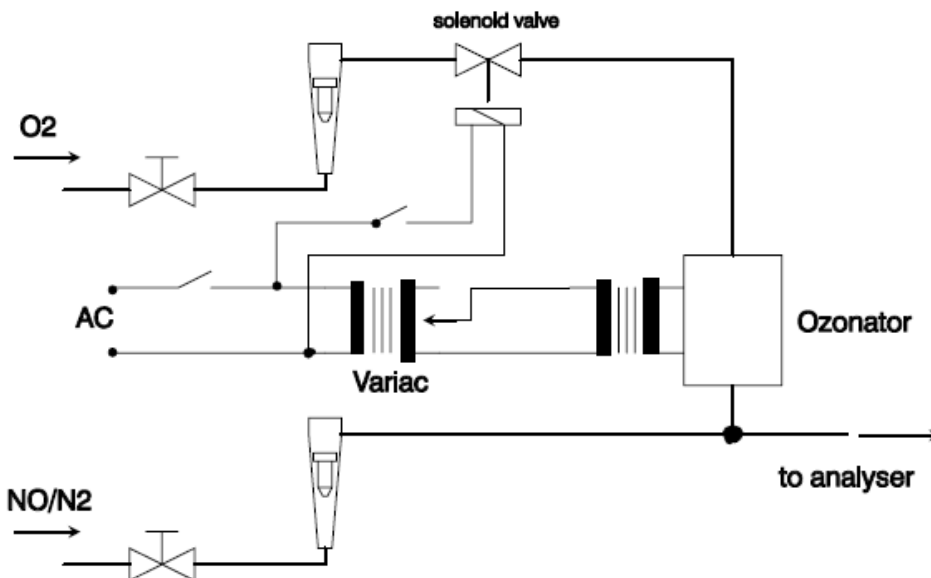 solenoid valve
O2
AC
Ozonator
Variac
to analyser
NO/N2